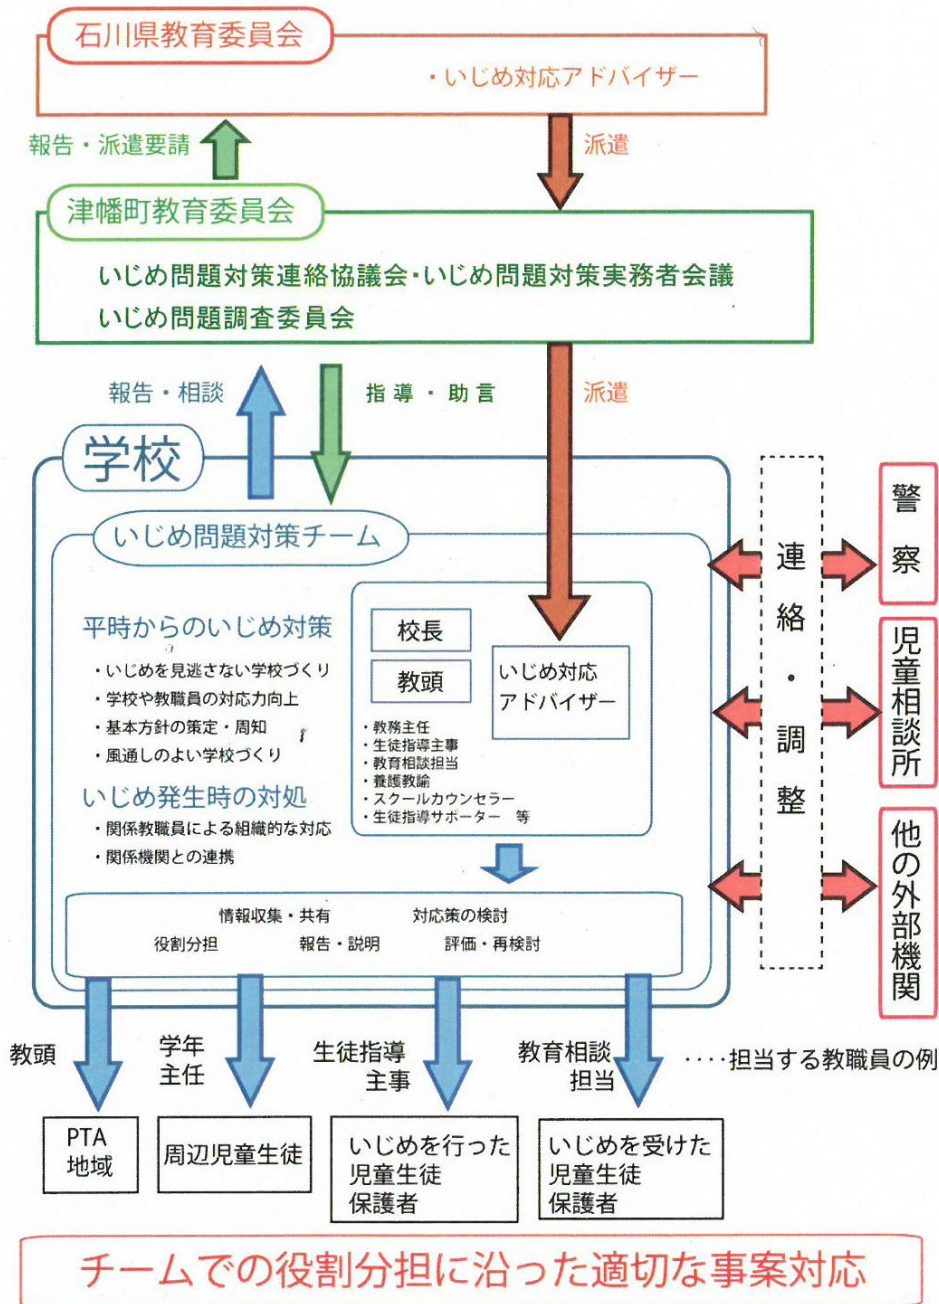 石川県教育委員会
・いじめ対応アドバイザー
報告・派遣要請
派遣
津幡町教育委員会
いじめ問題対策連絡協議会・いじめ問題対策実務者会議
いじめ問題調査委員会
報告・相談
指導・助言
派遣
学校
いじめ問題対策チーム
平時からのいじめ対策
・いじめを見逃さない学校づくり
・学校や教職員の対応力向上
・基本方針の策定・周知
・風通しのよい学校づくり
いじめ発生時の対処
・関係教職員による組織的な対応
・関係機関との連携
校長
教頭
・教務主任
・生徒指導主事
・教育相談担当
・養護教諭
・スクールカウンセラー
・生徒指導サポーター 等
いじめ対応
アドバイザー
連絡・調整
警察
児童相談所
他の外部機関
情報収集・共有 対応策の検討
役割分担 報告・説明 評価・再検討
教頭
学年
主任
生徒指導
主事
教育相談
担当
‥‥担当する教職員の例
PTA
地域
周辺児童生徒
いじめを行った
児童生徒
保護者
いじめを受けた
児童生徒
保護者
チームでの役割分担に沿った適切な事案対応